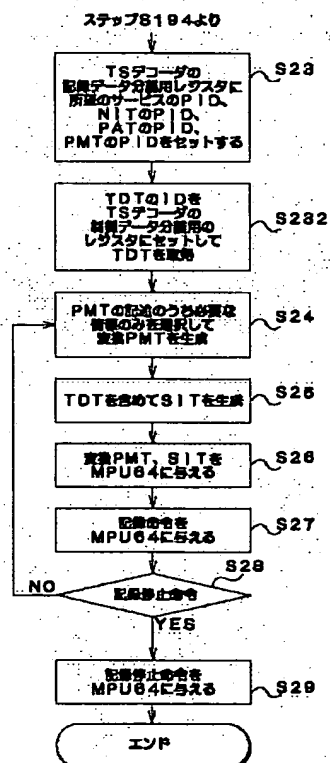 ステップS194より
TSデコーダの
記録データ分離用レジスタに
所望のサービスのPID、
NITのPID、
PATのPID、
PMTのPIDをセットする
S23
TDTのIDを
TSデコーダの
制御データ分離用の
レジスタにセットして
TDTを取得
S232
PMTの記述のうち必要な
情報のみを選択して
変換PMTを生成
S24
TDTを含めてSITを生成
S25
変換PMT、SITを
MPU64に与える
S26
記録命令を
MPU64に与える
S27
S28
NO
記録停止命令
YES
記録停止命令を
MPU64に与える
S29
エンド